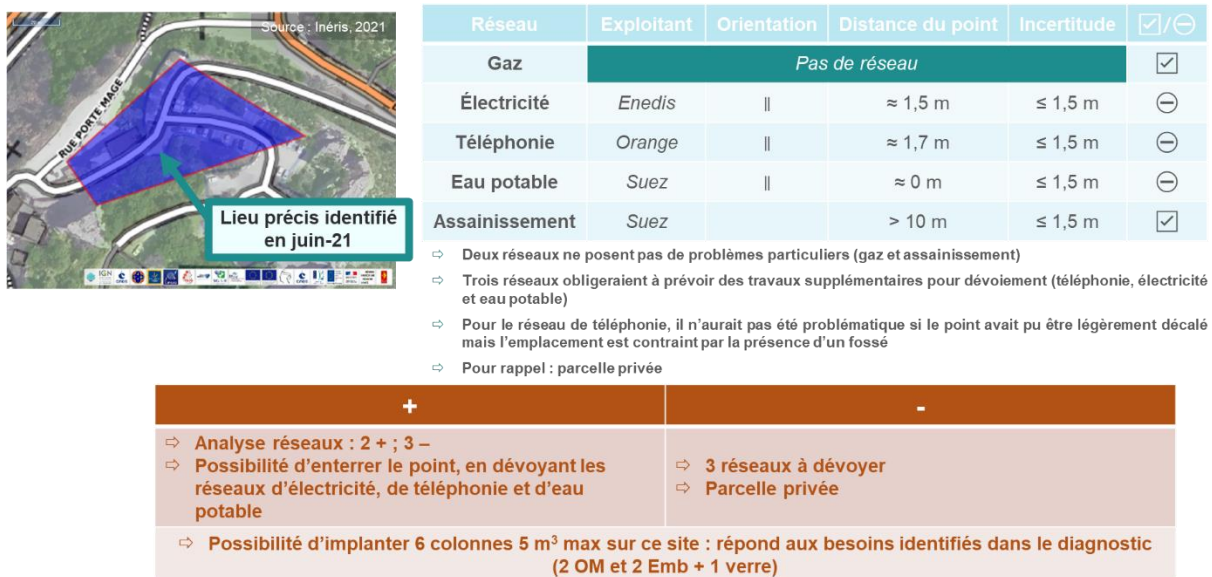 Source : Inéris, 2021
RUE PORTE MAGE
Lieu précis identifié
en juin-21
Réseau Exploitant Orientation Distance du point Incertitude ☑/⊖
Gaz Pas de réseau ☑
Électricité Enedis || ≈ 1,5 m ≤ 1,5 m ⊖
Téléphonie Orange || ≈ 1,7 m ≤ 1,5 m ⊖
Eau potable Suez || ≈ 0 m ≤ 1,5 m ⊖
Assainissement Suez > 10 m ≤ 1,5 m ☑
⇨ Deux réseaux ne posent pas de problèmes particuliers (gaz et assainissement)
⇨ Trois réseaux obligeraient à prévoir des travaux supplémentaires pour dévoiement (téléphonie, électricité
et eau potable)
⇨ Pour le réseau de téléphonie, il n'aurait pas été problématique si le point avait pu être légèrement décalé
mais l'emplacement est contraint par la présence d'un fossé
⇨ Pour rappel : parcelle privée
+ -
⇨ Analyse réseaux : 2 + ; 3 –
⇨ Possibilité d'enterrer le point, en dévoyant les
réseaux d'électricité, de téléphonie et d'eau
potable
⇨ 3 réseaux à dévoyer
⇨ Parcelle privée
⇨ Possibilité d'implanter 6 colonnes 5 m³ max sur ce site : répond aux besoins identifiés dans le diagnostic
(2 OM et 2 Emb + 1 verre)